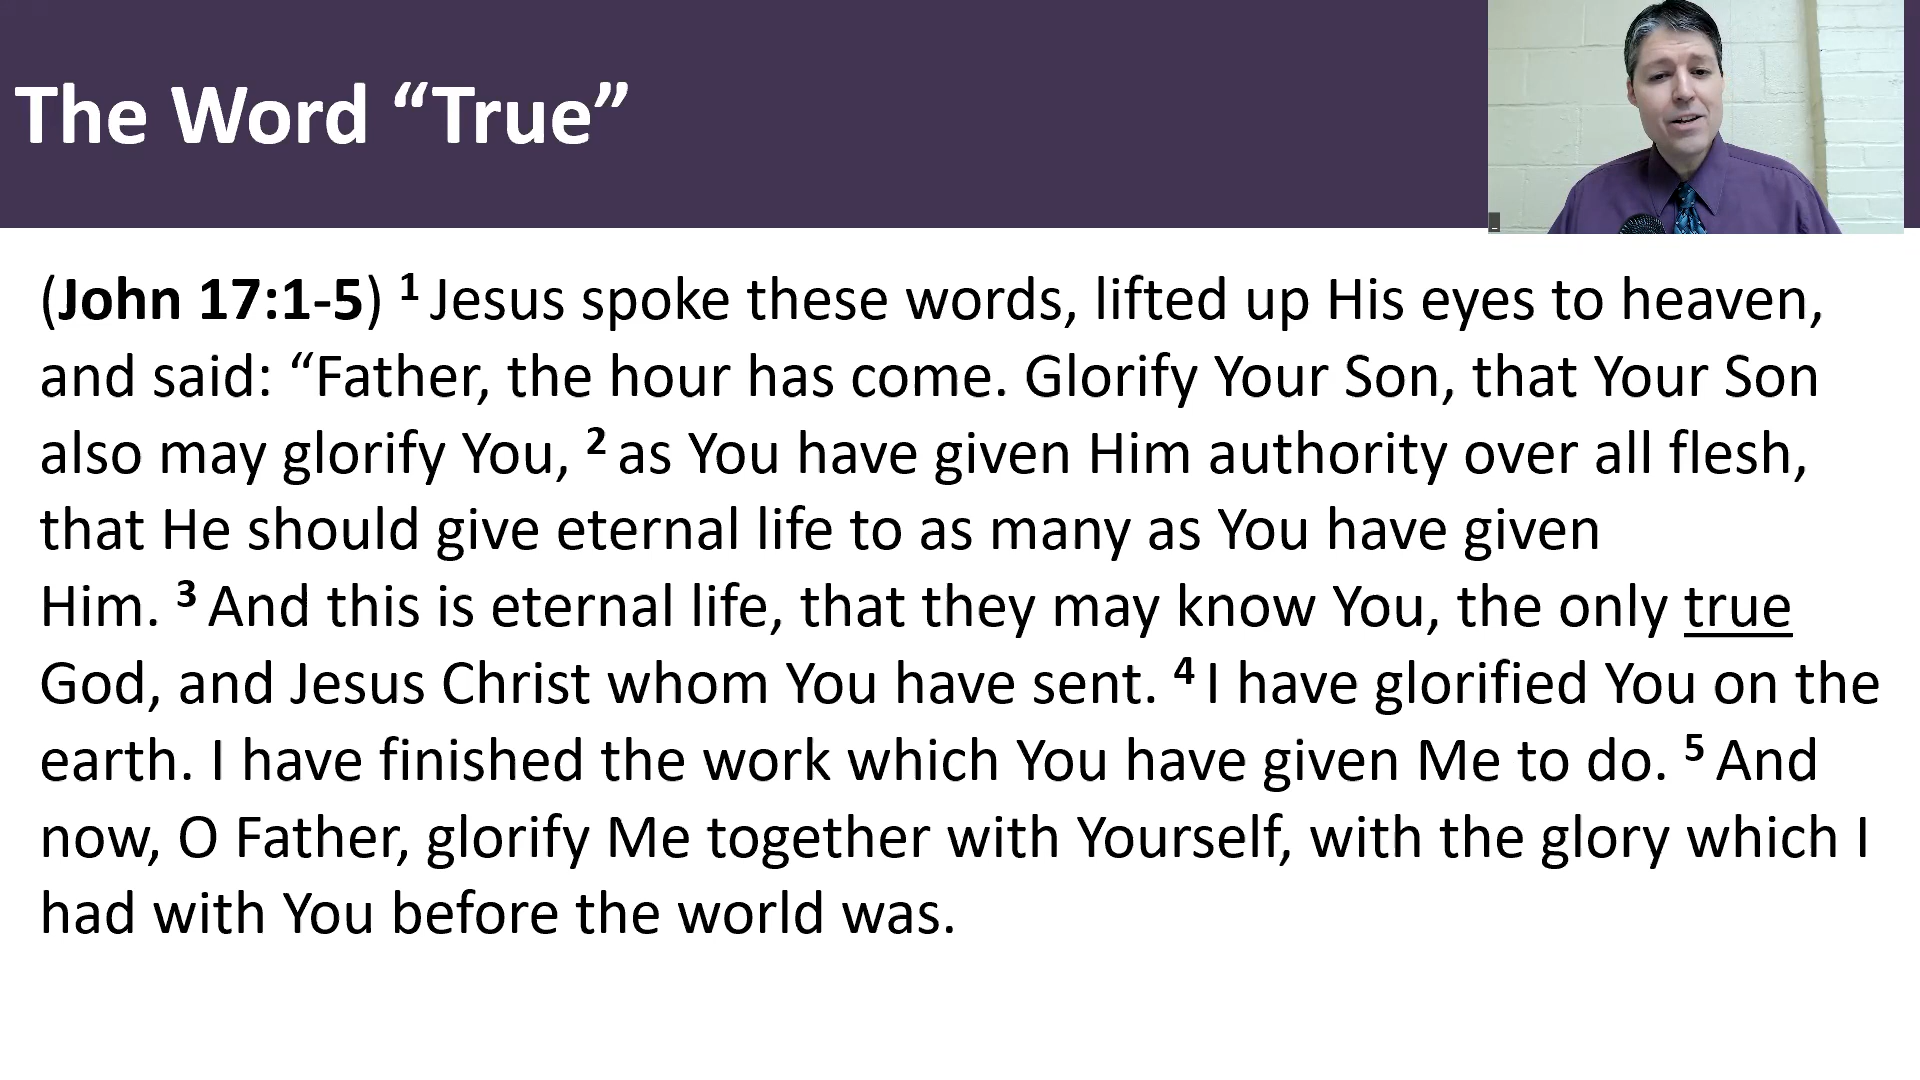 The Word “True”
(John 17:1-5) 1 Jesus spoke these words, lifted up His eyes to heaven,
and said: “Father, the hour has come. Glorify Your Son, that Your Son
also may glorify You, 2 as You have given Him authority over all flesh,
that He should give eternal life to as many as You have given
Him. 3 And this is eternal life, that they may know You, the only true
God, and Jesus Christ whom You have sent. 4 I have glorified You on the
earth. I have finished the work which You have given Me to do. 5 And
now, O Father, glorify Me together with Yourself, with the glory which I
had with You before the world was.